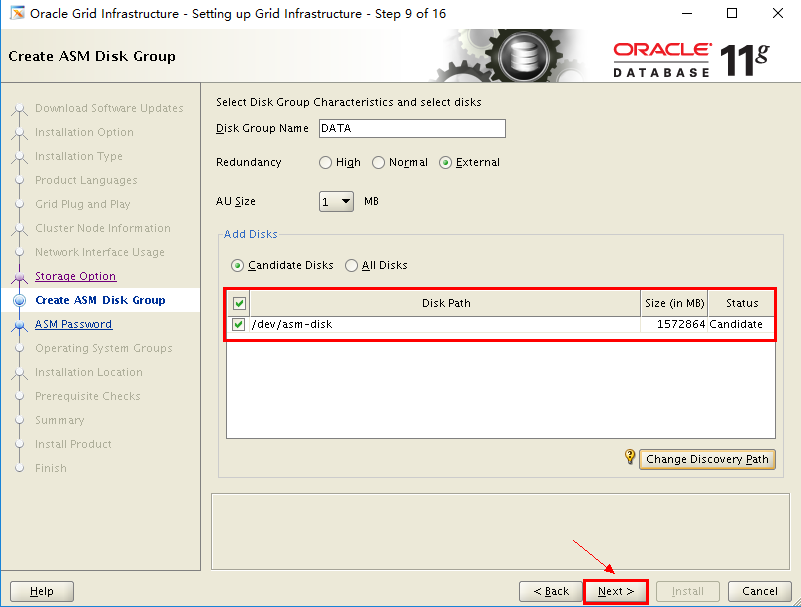 Oracle Grid Infrastructure - Setting up Grid Infrastructure - Step 9 of 16
Create ASM Disk Group
ORACLE
DATABASE
11g
Download Software Updates
Installation Option
Installation Type
Product Languages
Grid Plug and Play
Cluster Node Information
Network Interface Usage
Storage Option
Create ASM Disk Group
ASM Password
Operating System Groups
Installation Location
Prerequisite Checks
Summary
Install Product
Finish
Select Disk Group Characteristics and select disks
Disk Group Name DATA
Redundancy High Normal External
AU Size 1 MB
Add Disks
Candidate Disks All Disks
Disk Path Size (in MB) Status
/dev/asm-disk 1572864 Candidate
Change Discovery Path
Help < Back Next > Install Cancel